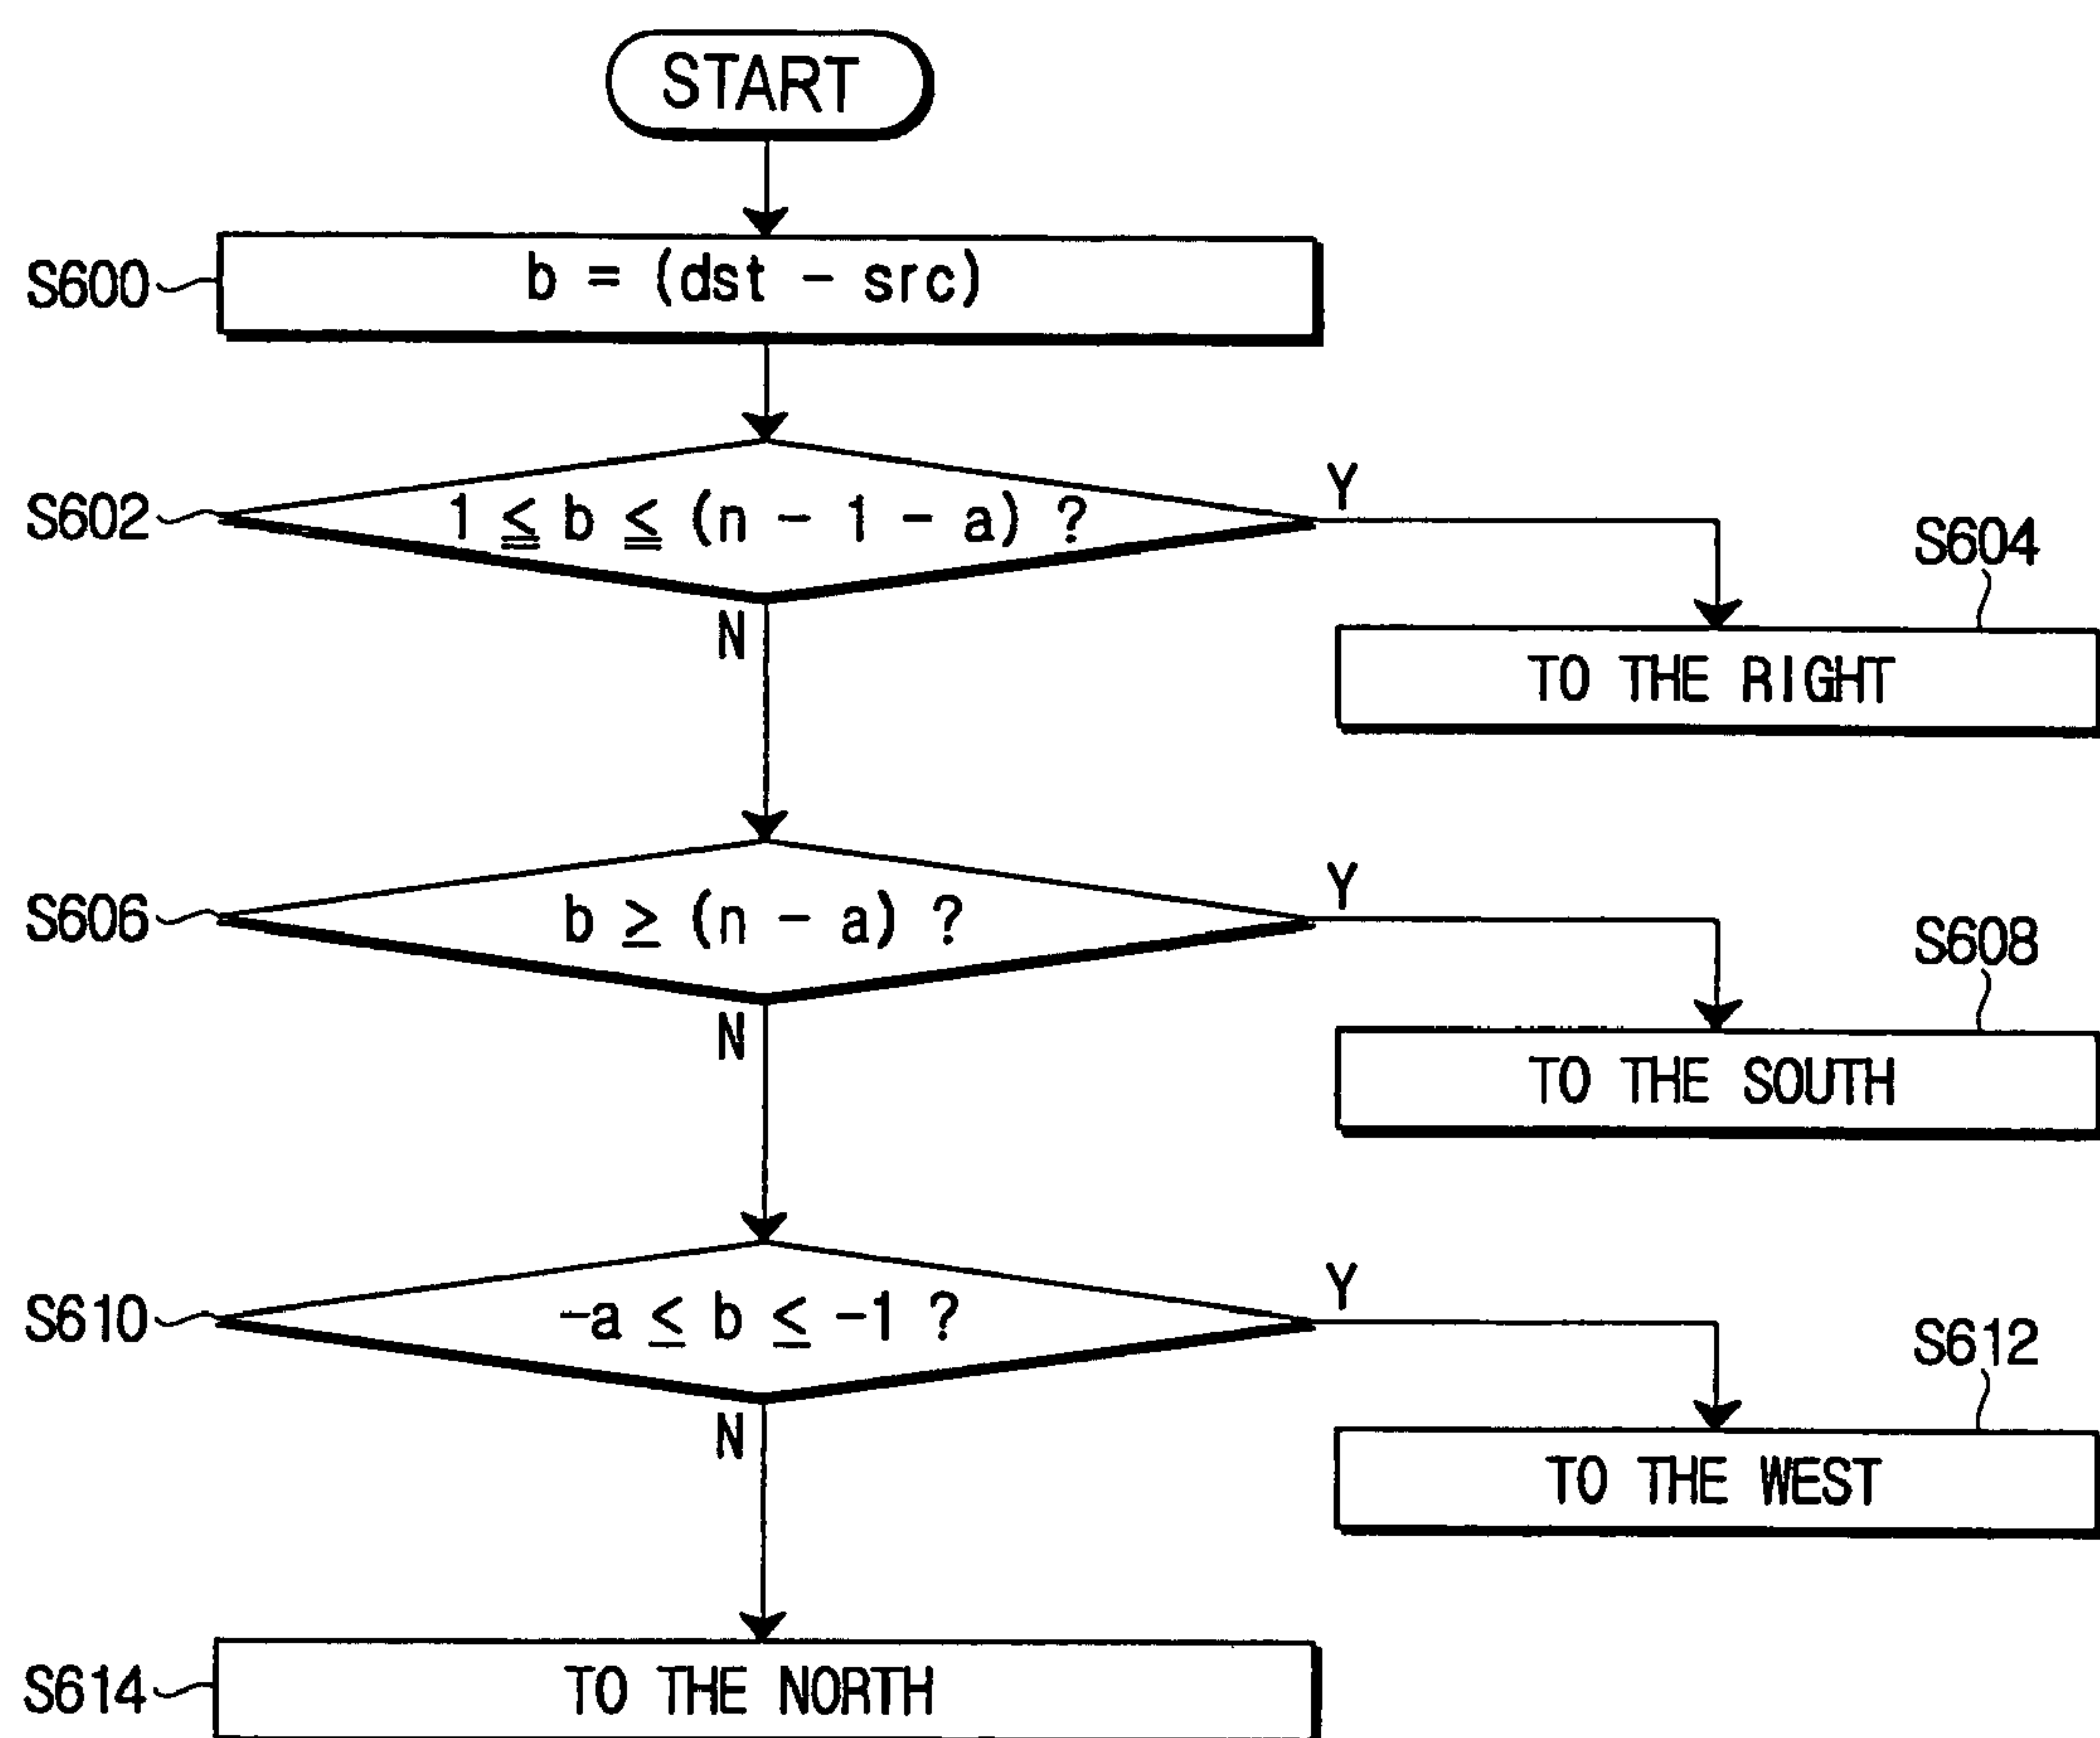 START
S600
b = (dst - src)
S602
1 ≦ b ≦ (n - 1 - a) ?
Y
S604
N
TO THE RIGHT
S606
b ≥ (n - a) ?
Y
S608
N
TO THE SOUTH
S610
-a ≤ b ≤ -1 ?
Y
S612
N
TO THE WEST
S614
TO THE NORTH